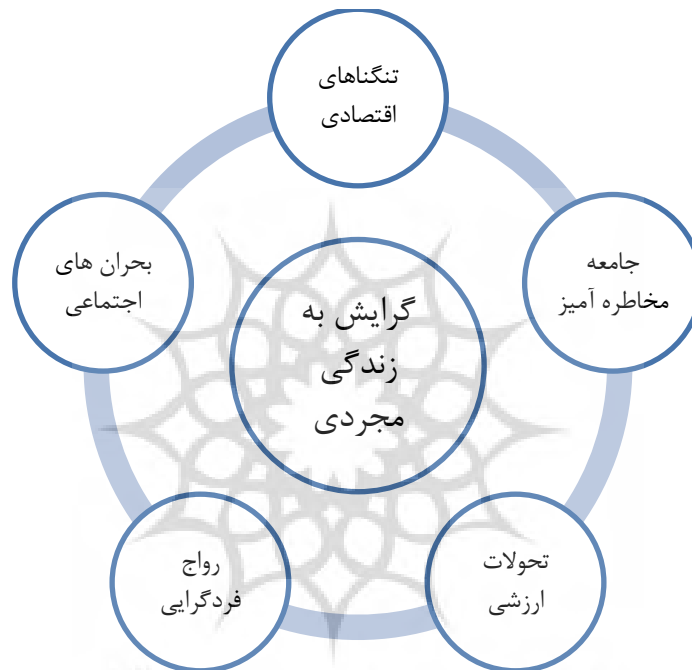 تنگناهای
اقتصادی
جامعه
مخاطره آمیز
بحران های
اجتماعی
گرایش به
زندگی
مجردی
تحولات
ارزشی
رواج
فردگرایی